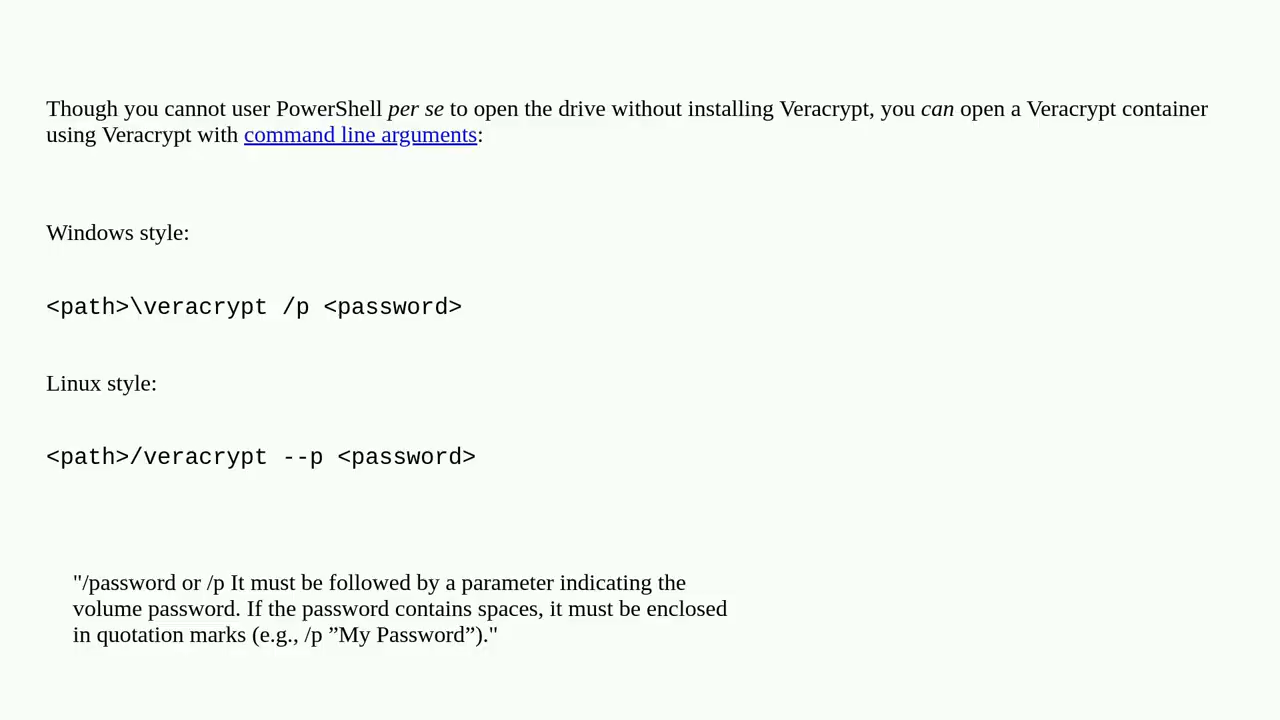 Though you cannot user PowerShell per se to open the drive without installing Veracrypt, you can open a Veracrypt container
using Veracrypt with command line arguments:
Windows style:
<path>\veracrypt /p <password>
Linux style:
<path>/veracrypt --p <password>
"/password or /p It must be followed by a parameter indicating the
volume password. If the password contains spaces, it must be enclosed
in quotation marks (e.g., /p ”My Password”)."